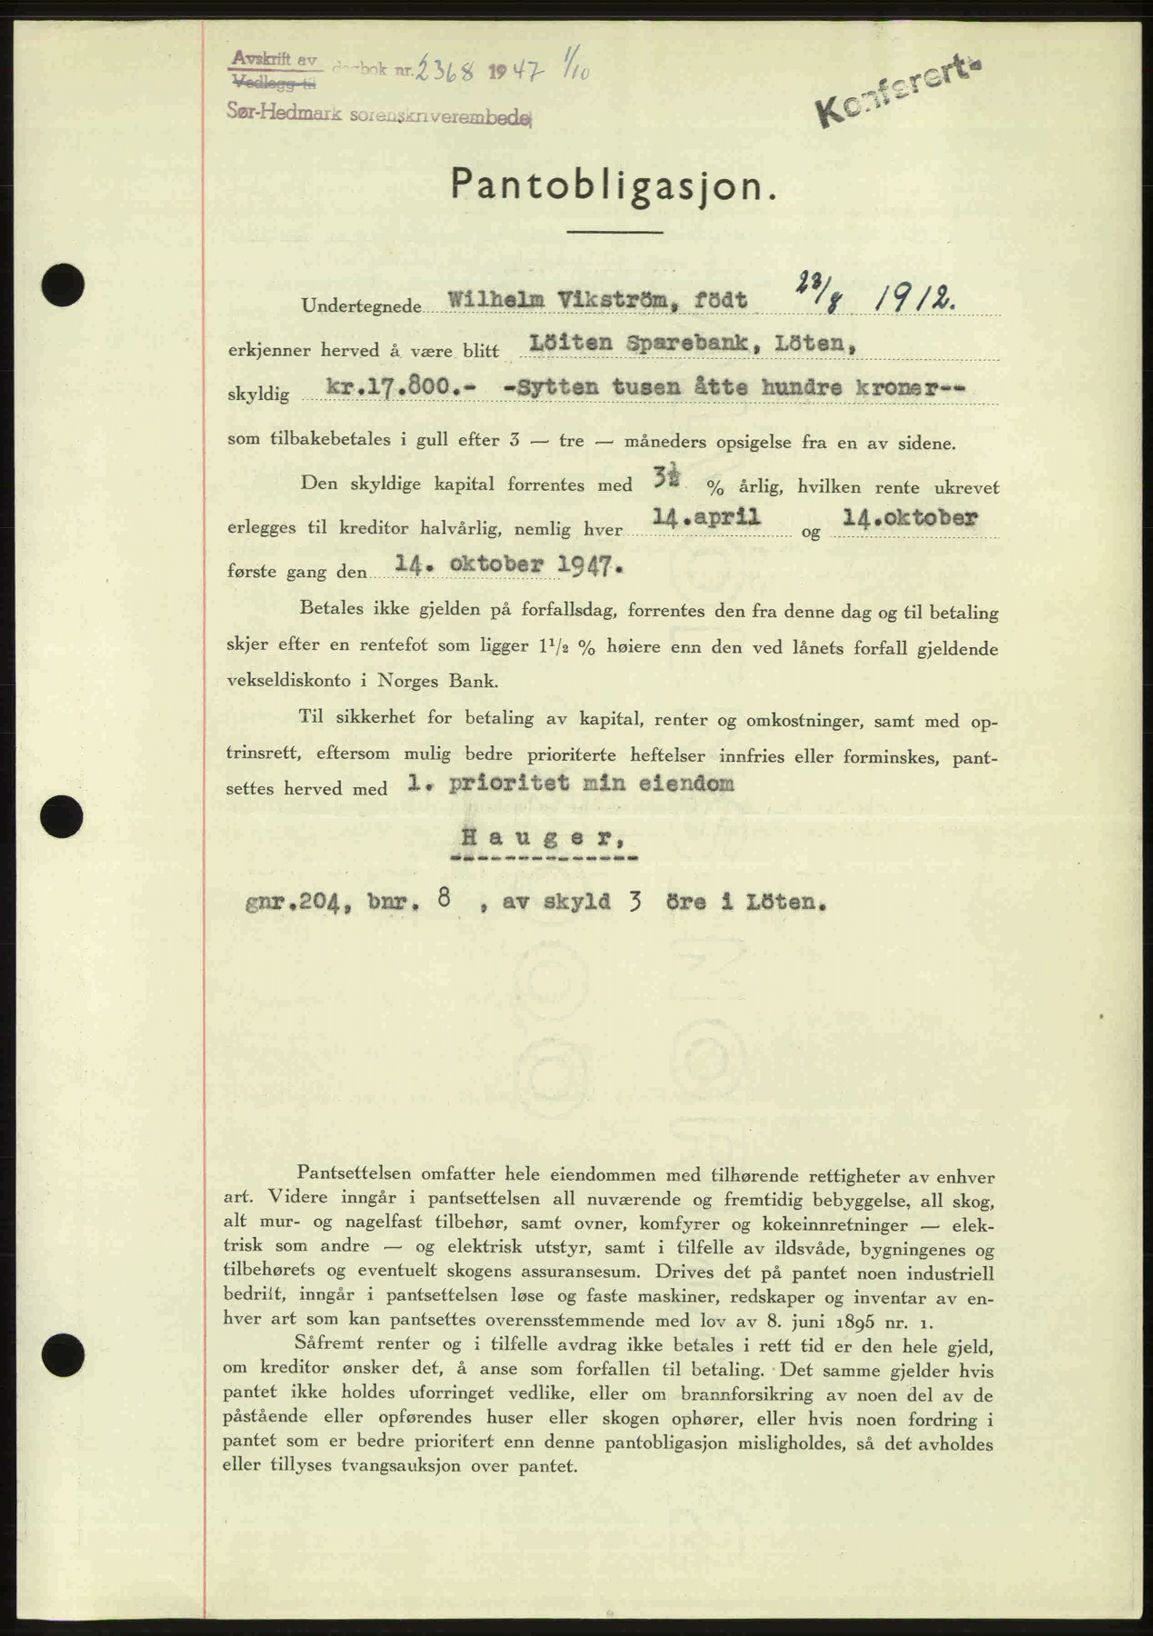 Avskrift av
Vedlegg til
dagbok nr. 2368 1947 1/10
Sør-Hedmark sorenskriverembede
Konferert
Pantobligasjon.
Undertegnede Wilhelm Vikström, født 23/8 1912.
erkjenner herved å være blitt Löiten Sparebank, Löten,
skyldig kr.17.800.- -Sytten tusen åtte hundre kroner--
som tilbakebetales i gull efter 3 — tre — måneders opsigelse fra en av sidene.
Den skyldige kapital forrentes med 3½ % årlig, hvilken rente ukrevet
erlegges til kreditor halvårlig, nemlig hver 14.april og 14.oktober
første gang den 14. oktober 1947.
Betales ikke gjelden på forfallsdag, forrentes den fra denne dag og til betaling
skjer efter en rentefot som ligger 1¹/₂ % høiere enn den ved lånets forfall gjeldende
vekseldiskonto i Norges Bank.
Til sikkerhet for betaling av kapital, renter og omkostninger, samt med op-
trinsrett, eftersom mulig bedre prioriterte heftelser innfries eller forminskes, pant-
settes herved med 1. prioritet min eiendom
H a u g e r,
gnr.204, bnr. 8 , av skyld 3 öre i Löten.
Pantsettelsen omfatter hele eiendommen med tilhørende rettigheter av enhver
art. Videre inngår i pantsettelsen all nuværende og fremtidig bebyggelse, all skog,
alt mur- og nagelfast tilbehør, samt ovner, komfyrer og kokeinnretninger — elek-
trisk som andre — og elektrisk utstyr, samt i tilfelle av ildsvåde, bygningenes og
tilbehørets og eventuelt skogens assuransesum. Drives det på pantet noen industriell
bedrift, inngår i pantsettelsen løse og faste maskiner, redskaper og inventar av en-
hver art som kan pantsettes overensstemmende med lov av 8. juni 1895 nr. 1.
Såfremt renter og i tilfelle avdrag ikke betales i rett tid er den hele gjeld,
om kreditor ønsker det, å anse som forfallen til betaling. Det samme gjelder hvis
pantet ikke holdes uforringet vedlike, eller om brannforsikring av noen del av de
påstående eller opførendes huser eller skogen ophører, eller hvis noen fordring i
pantet som er bedre prioritert enn denne pantobligasjon misligholdes, så det avholdes
eller tillyses tvangsauksjon over pantet.